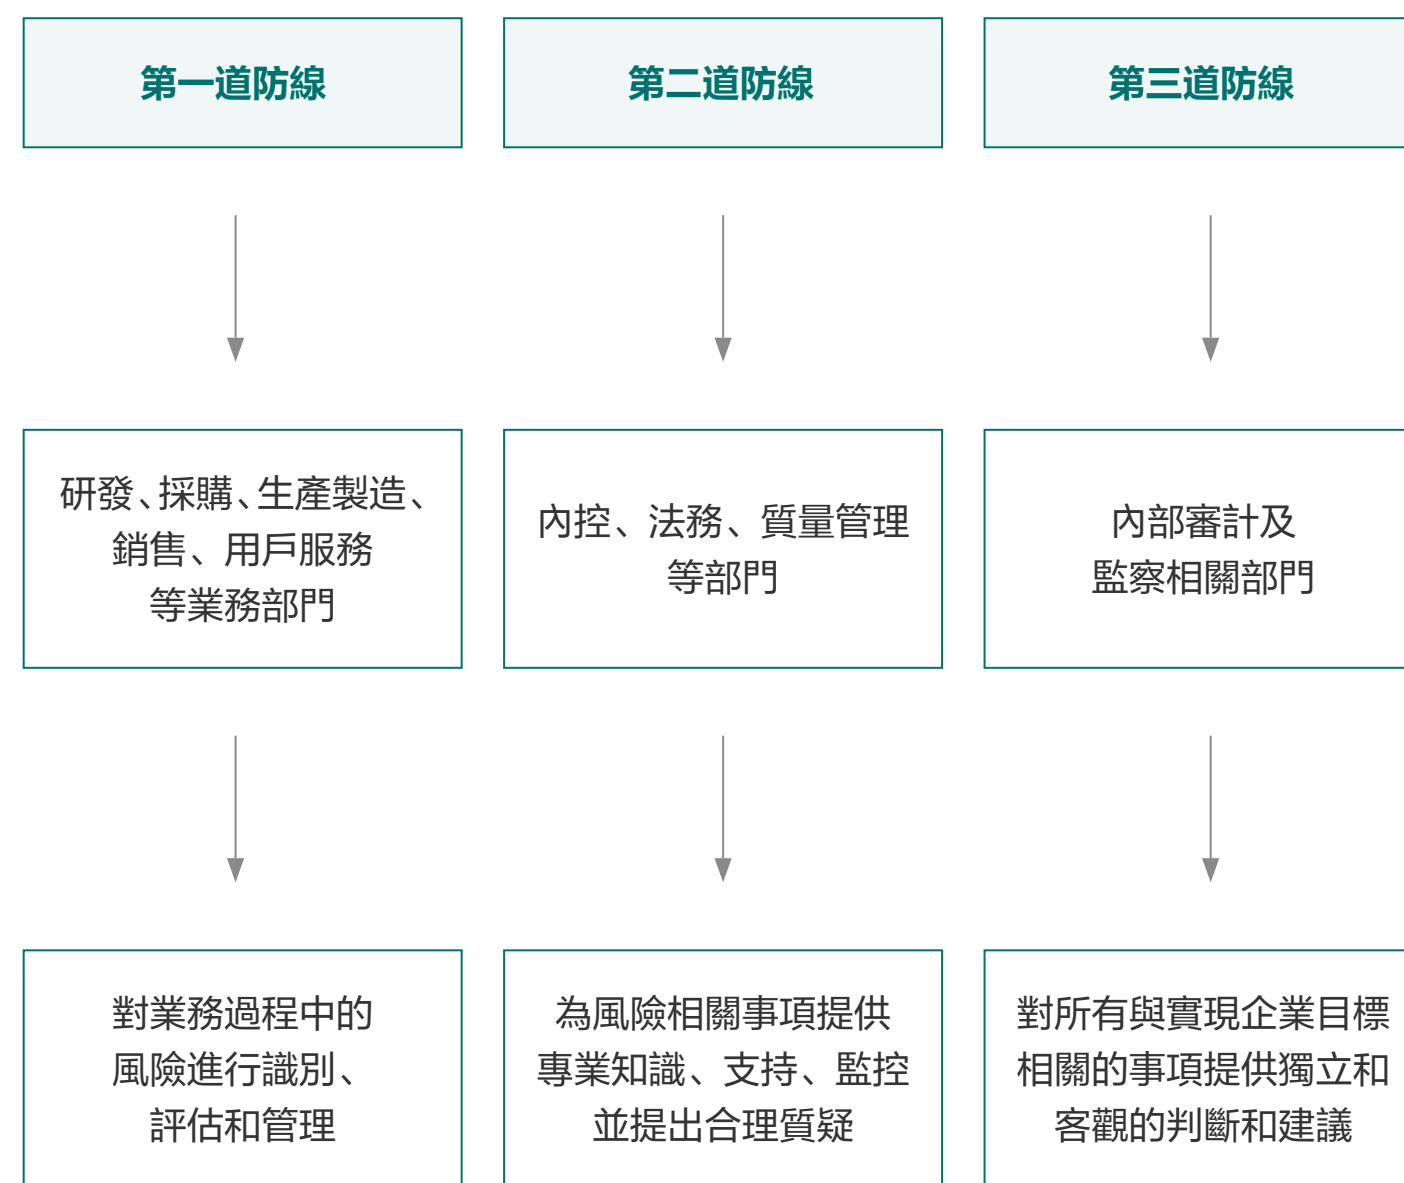 第一道防線
第二道防線
第三道防線
研發、採購、生產製造、
銷售、用戶服務
等業務部門
內控、法務、質量管理
等部門
內部審計及
監察相關部門
對業務過程中的
風險進行識別、
評估和管理
為風險相關事項提供
專業知識、支持、監控
並提出合理質疑
對所有與實現企業目標
相關的事項提供獨立和
客觀的判斷和建議